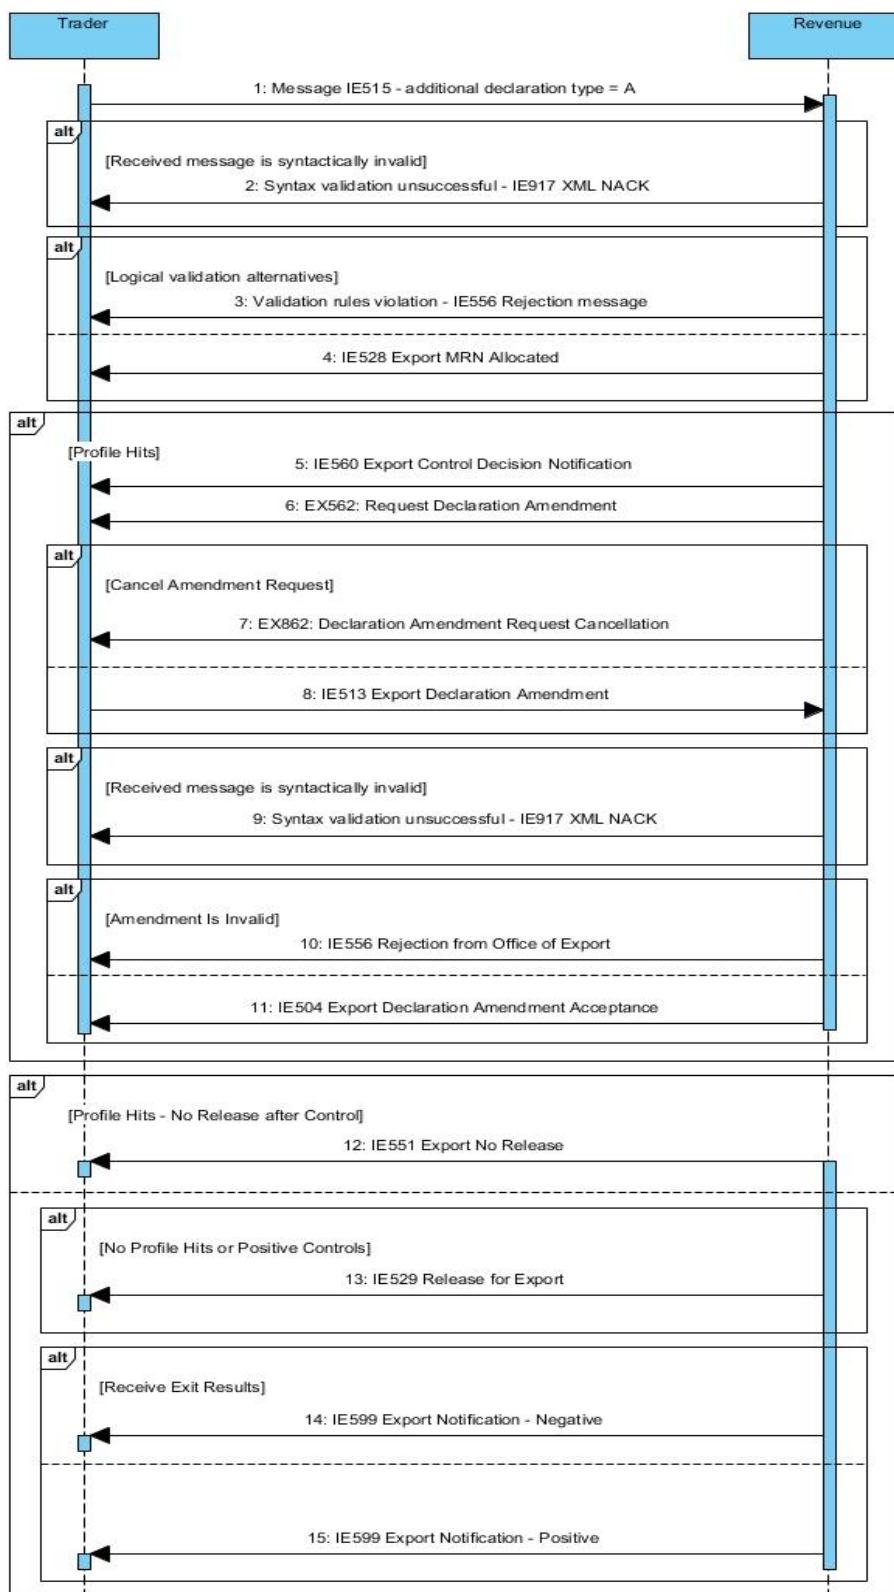 Trader
Revenue
1: Message IE515 - additional declaration type = A
alt
[Received message is syntactically invalid]
2: Syntax validation unsuccessful - IE917 XML NACK
alt
[Logical validation alternatives]
3: Validation rules violation - IE556 Rejection message
4: IE528 Export MRN Allocated
alt
[Profile Hits]
5: IE560 Export Control Decision Notification
6: EX562: Request Declaration Amendment
alt
[Cancel Amendment Request]
7: EX862: Declaration Amendment Request Cancellation
8: IE513 Export Declaration Amendment
alt
[Received message is syntactically invalid]
9: Syntax validation unsuccessful - IE917 XML NACK
alt
[Amendment Is Invalid]
10: IE556 Rejection from Office of Export
11: IE504 Export Declaration Amendment Acceptance
alt
[Profile Hits - No Release after Control]
12: IE551 Export No Release
alt
[No Profile Hits or Positive Controls]
13: IE529 Release for Export
alt
[Receive Exit Results]
14: IE599 Export Notification - Negative
15: IE599 Export Notification - Positive